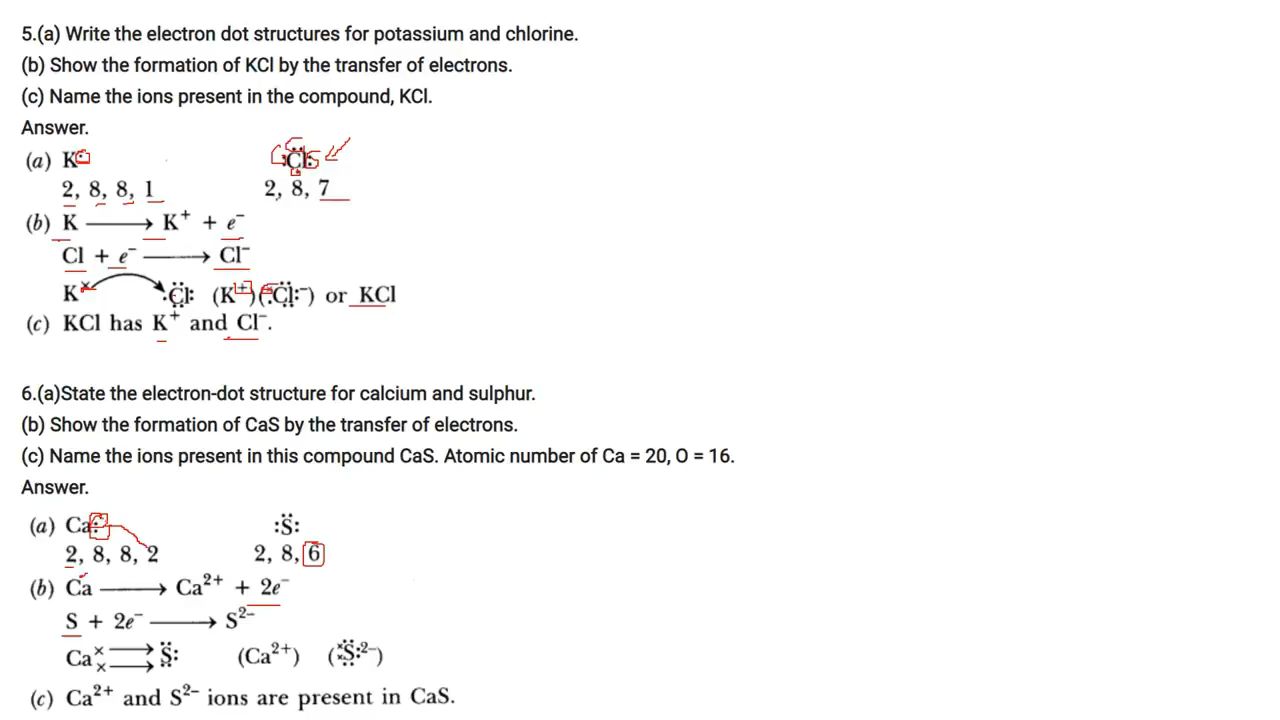 5.(a) Write the electron dot structures for potassium and chlorine.
(b) Show the formation of KCl by the transfer of electrons.
(c) Name the ions present in the compound, KCl.
Answer.
(a) K· :C̈l:
2, 8, 8, 1 2, 8, 7
(b) K ⟶ K⁺ + e⁻
Cl + e⁻ ⟶ Cl⁻
Kˣ ·C̈l: (K⁺) (:C̈l:⁻) or KCl
(c) KCl has K⁺ and Cl⁻.
6.(a)State the electron-dot structure for calcium and sulphur.
(b) Show the formation of CaS by the transfer of electrons.
(c) Name the ions present in this compound CaS. Atomic number of Ca = 20, O = 16.
Answer.
(a) Ca: :S̈:
2, 8, 8, 2 2, 8, 6
(b) Ca ⟶ Ca²⁺ + 2e⁻
S + 2e⁻ ⟶ S²⁻
Ca ×× ⟶⟶ S̈: (Ca²⁺) (×× S̈:²⁻)
(c) Ca²⁺ and S²⁻ ions are present in CaS.